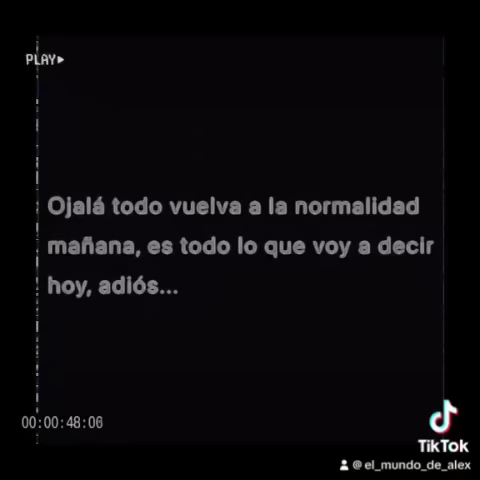 PLAY▶
Ojalá todo vuelva a la normalidad
mañana, es todo lo que voy a decir
hoy, adiós...
00:00:48:06
TikTok
@el_mundo_de_alex